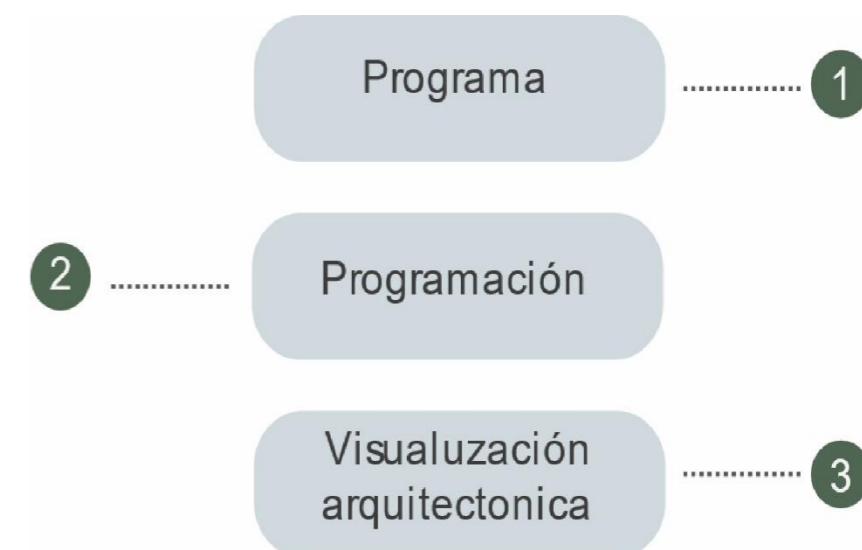 Programa
1
2
Programación
Visualuzación
arquitectonica
3